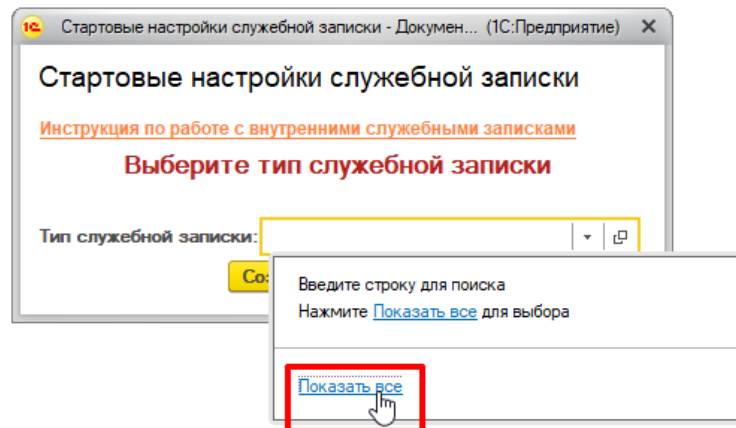 1С Стартовые настройки служебной записки - Докумен... (1С:Предприятие)
Стартовые настройки служебной записки
Инструкция по работе с внутренними служебными записками
Выберите тип служебной записки
Тип служебной записки:
Введите строку для поиска
Нажмите Показать все для выбора
Показать все